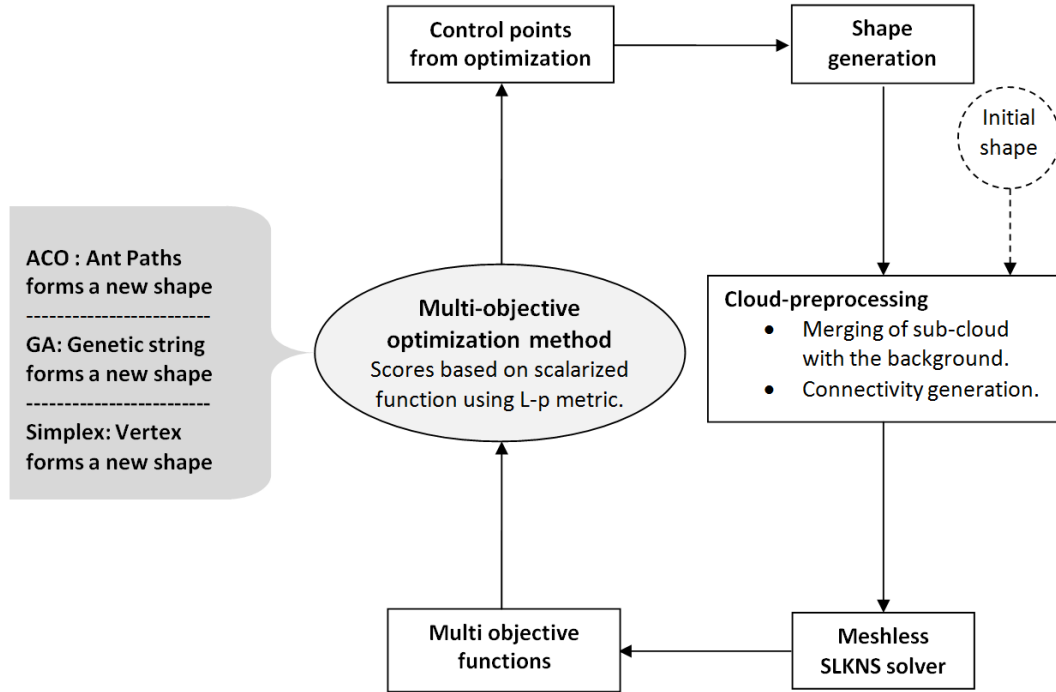 Control points
from optimization
Shape
generation
Initial
shape
ACO : Ant Paths
forms a new shape
-------------------------
GA: Genetic string
forms a new shape
-------------------------
Simplex: Vertex
forms a new shape
Multi-objective
optimization method
Scores based on scalarized
function using L-p metric.
Cloud-preprocessing
• Merging of sub-cloud
with the background.
• Connectivity generation.
Multi objective
functions
Meshless
SLKNS solver